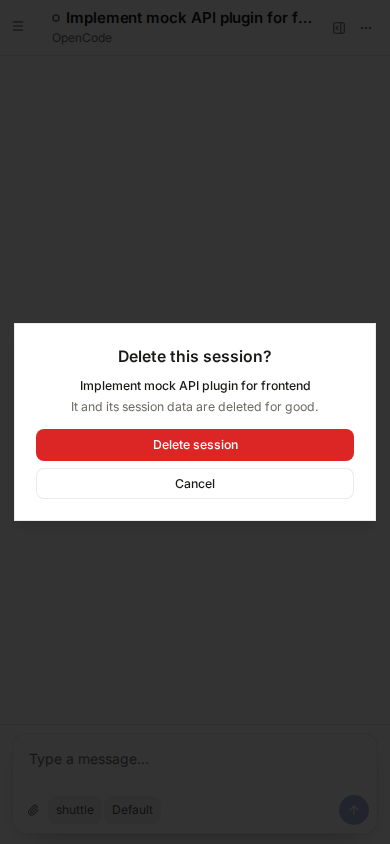 Implement mock API plugin for f...
OpenCode
Delete this session?
Implement mock API plugin for frontend
It and its session data are deleted for good.
Delete session
Cancel
Type a message...
shuttle
Default